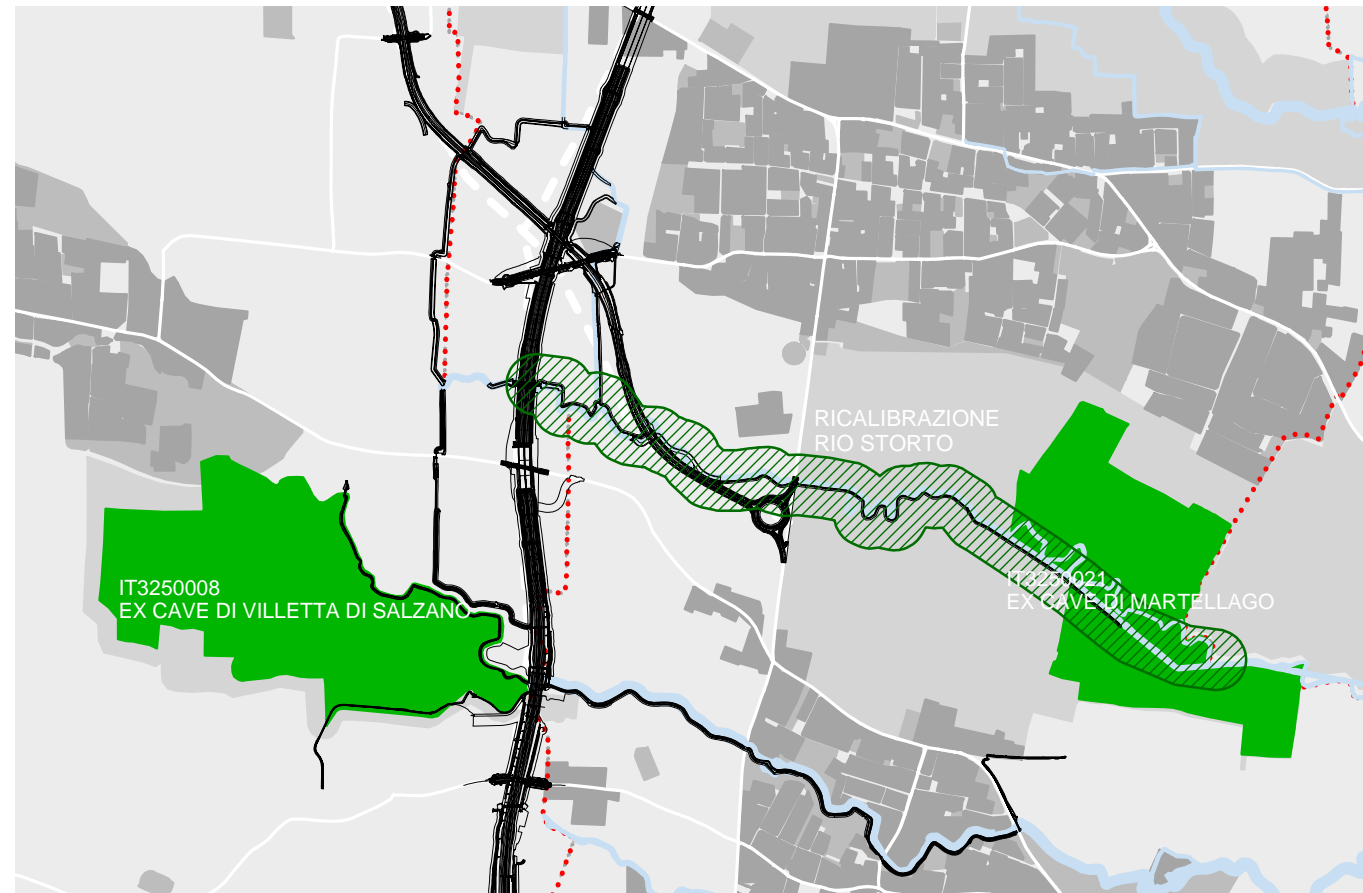 RICALIBRAZIONE
RIO STORTO
IT3250008
EX CAVE DI VILLETTA DI SALZANO
IT3250021
EX CAVE DI MARTELLAGO